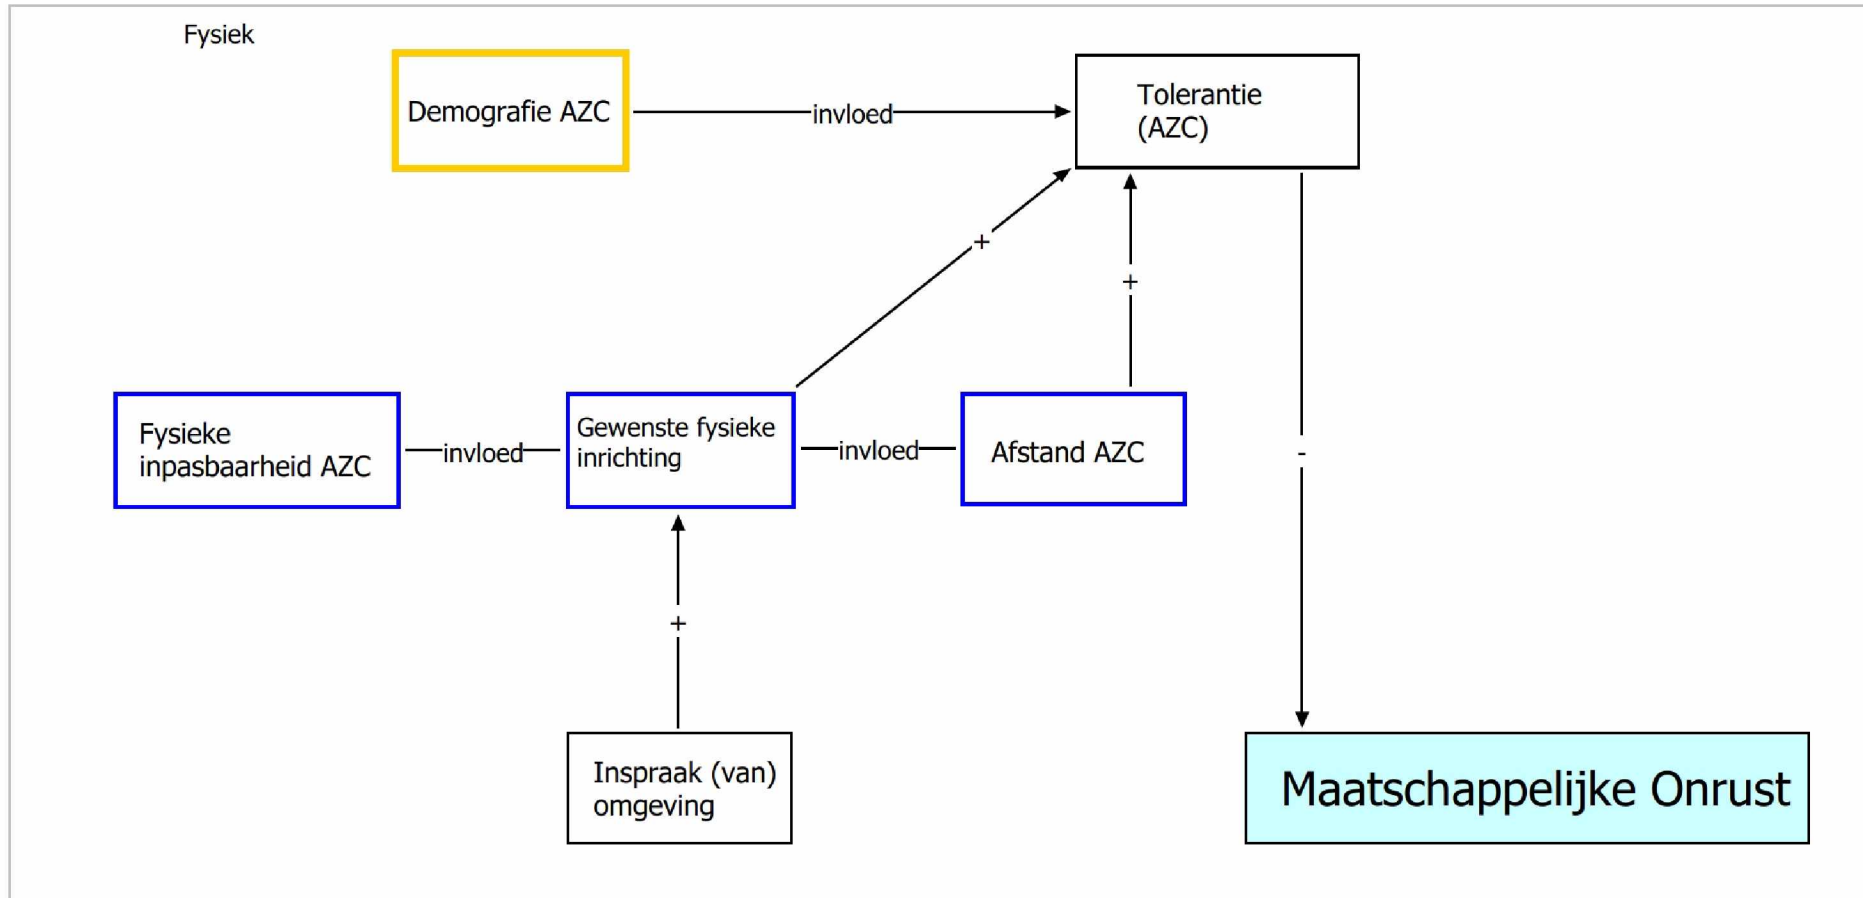 Fysiek
Demografie AZC
invloed
Tolerantie
(AZC)
+
+
Fysieke
inpasbaarheid AZC
invloed
Gewenste fysieke
inrichting
invloed
Afstand AZC
-
+
Inspraak (van)
omgeving
Maatschappelijke Onrust